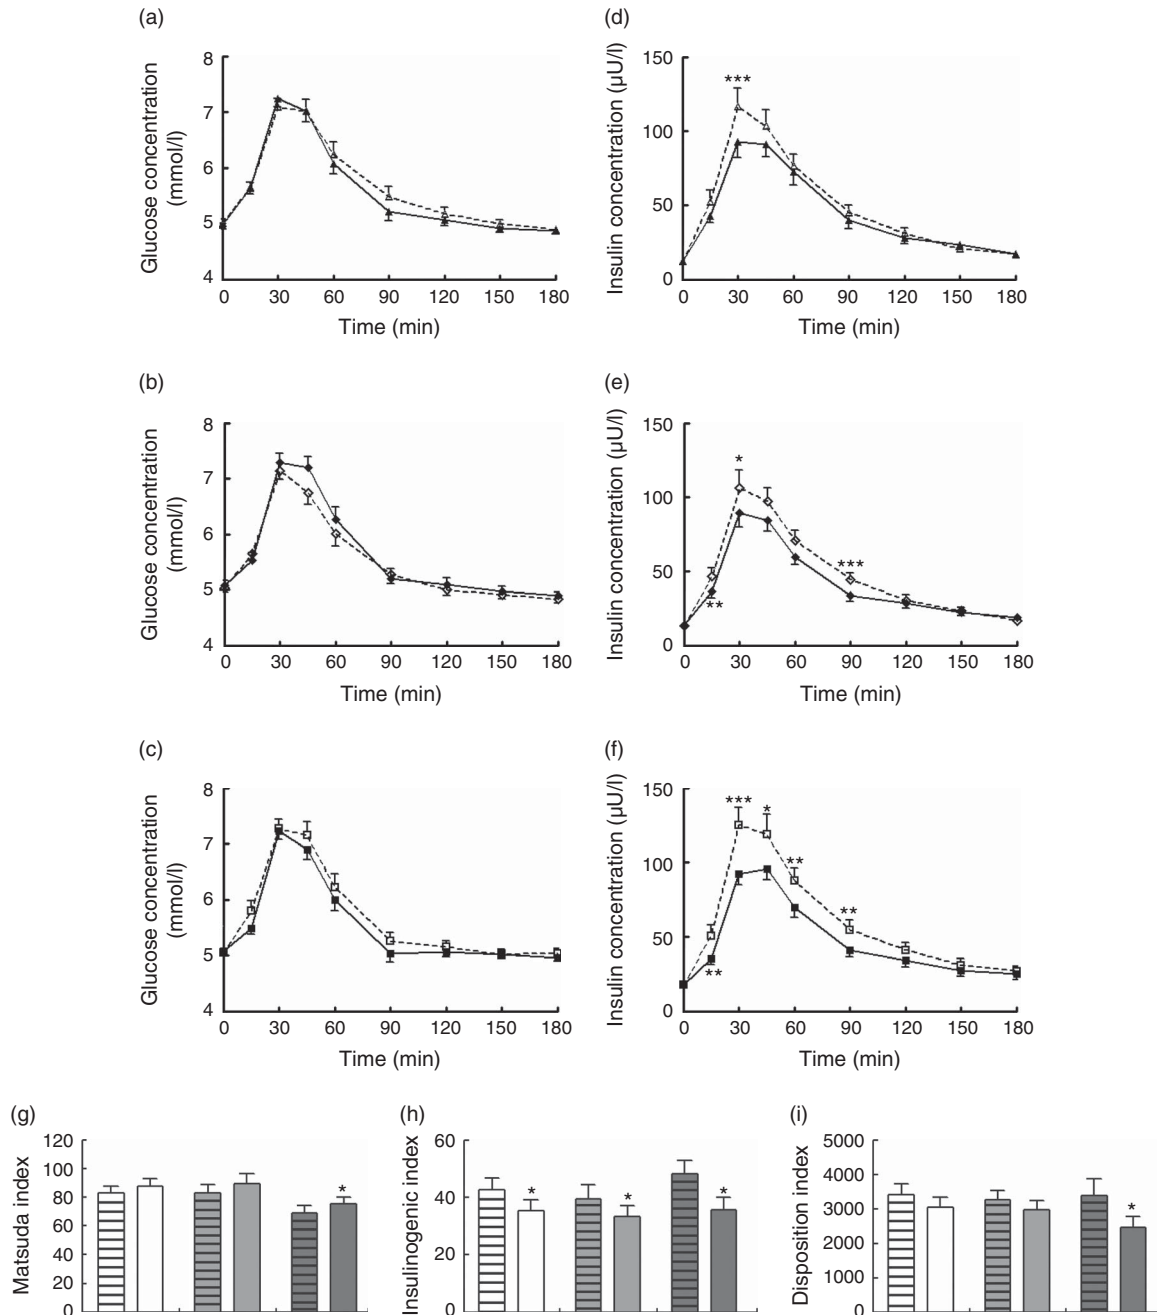 (a)
Glucose concentration
(mmol/l)
8
7
6
5
4
0 30 60 90 120 150 180
Time (min)
(d)
Insulin concentration (µU/l)
150
100
50
0
***
0 30 60 90 120 150 180
Time (min)
(b)
Glucose concentration
(mmol/l)
8
7
6
5
4
0 30 60 90 120 150 180
Time (min)
(e)
Insulin concentration (µU/l)
150
100
50
0
*
***
**
0 30 60 90 120 150 180
Time (min)
(c)
Glucose concentration
(mmol/l)
8
7
6
5
4
0 30 60 90 120 150 180
Time (min)
(f)
Insulin concentration (µU/l)
150
100
50
0
***
*
**
**
**
0 30 60 90 120 150 180
Time (min)
(g)
Matsuda index
120
100
80
60
40
20
0
*
(h)
Insulinogenic index
60
40
20
0
* * *
(i)
Disposition index
5000
4000
3000
2000
1000
0
*